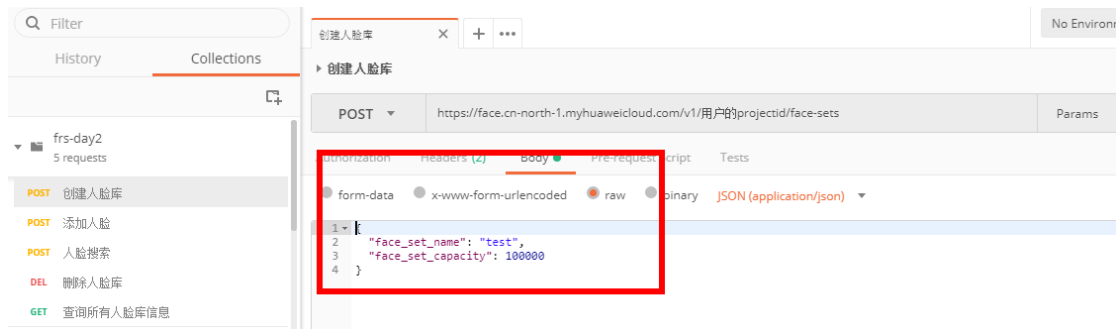 Filter
History Collections
frs-day2
5 requests
POST 创建人脸库
POST 添加人脸
POST 人脸搜索
DEL 删除人脸库
GET 查询所有人脸库信息
创建人脸库
No Environ
创建人脸库
POST https://face.cn-north-1.myhuaweicloud.com/v1/用户的projectid/face-sets Params
Authorization Headers (2) Body Pre-request Script Tests
form-data x-www-form-urlencoded raw binary JSON (application/json)
1 {
2 "face_set_name": "test",
3 "face_set_capacity": 100000
4 }